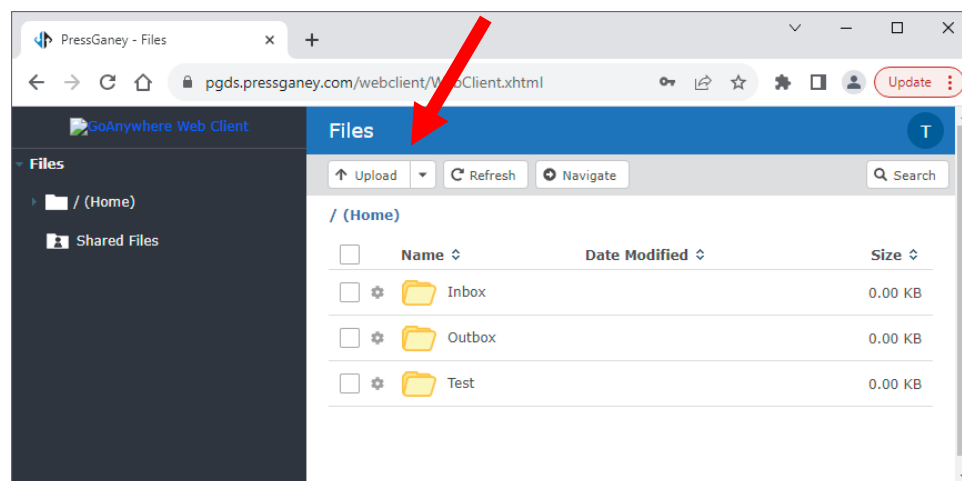 PressGaney - Files
pgds.pressganey.com/webclient/WebClient.xhtml
Update
GoAnywhere Web Client
Files
T
Files
Upload Refresh Navigate Search
/ (Home)
Shared Files
/ (Home)
Name Date Modified Size
Inbox 0.00 KB
Outbox 0.00 KB
Test 0.00 KB